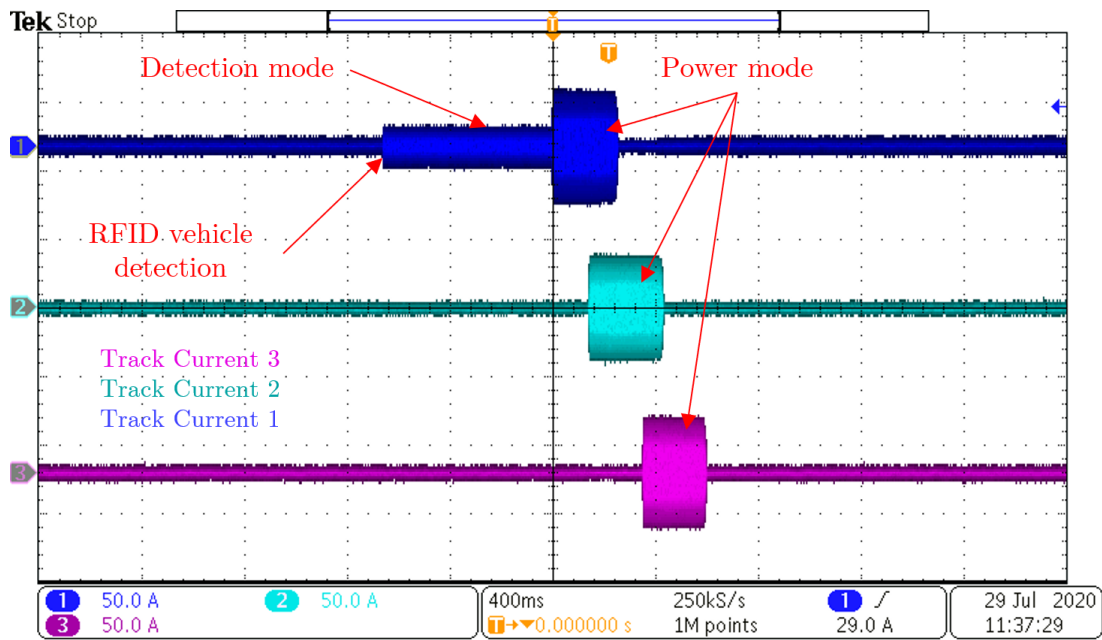 Tek Stop
T
T
Detection mode
Power mode
1
RFID vehicle
detection
2
Track Current 3
Track Current 2
Track Current 1
3
1 50.0 A 2 50.0 A
3 50.0 A
400ms 250kS/s 1 29.0 A
T→▼0.000000 s 1M points
29 Jul 2020
11:37:29